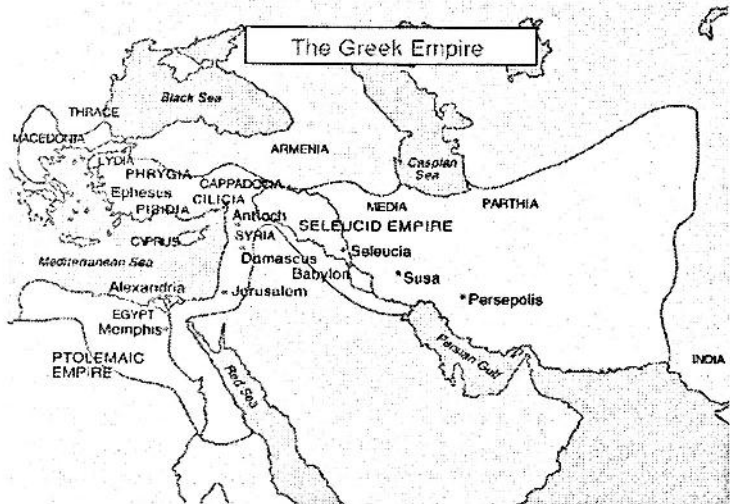 The Greek Empire
Black Sea
THRACE
MACEDONIA
ARMENIA
LYDIA
Caspian
Sea
PHRYGIA
CAPPADOCIA
Ephesus
CILICIA
MEDIA
PARTHIA
PISIDIA
Antioch
SELEUCID EMPIRE
SYRIA
CYPRUS
Seleucia
Mediterranean Sea
Damascus
Babylon
Susa
Alexandria
Jerusalem
Persepolis
EGYPT
Memphis
PTOLEMAIC
EMPIRE
Persian Gulf
INDIA
Red Sea